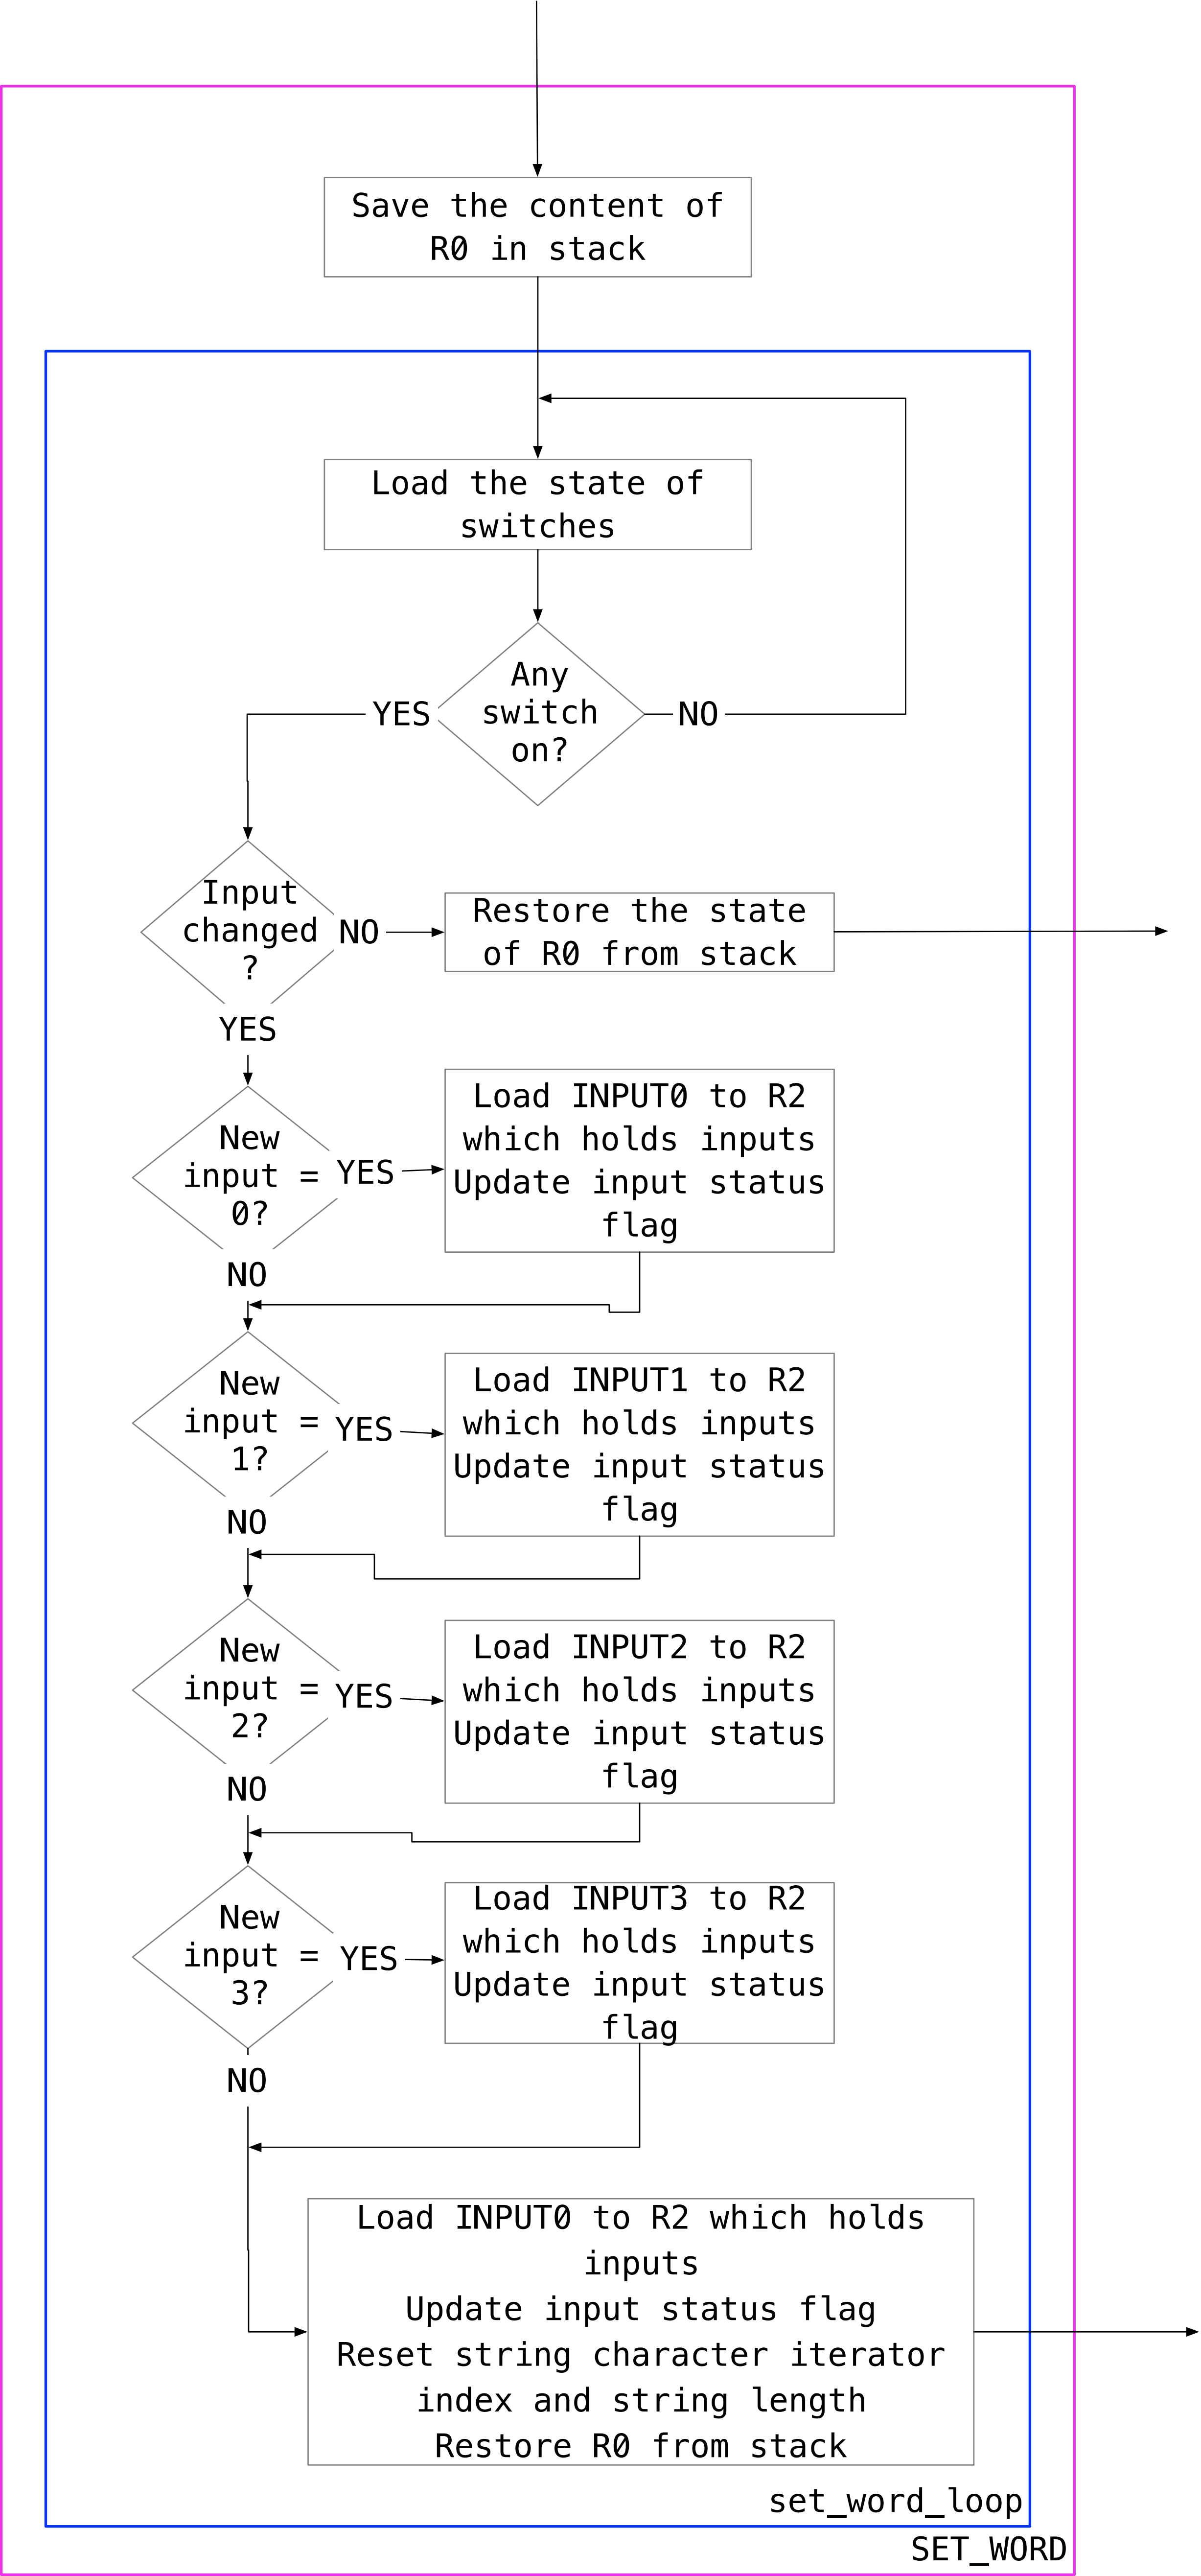 Save the content of
R0 in stack
Load the state of
switches
Any
switch
on?
YES
NO
Input
changed
?
NO
YES
Restore the state
of R0 from stack
New
input =
0?
YES
NO
Load INPUT0 to R2
which holds inputs
Update input status
flag
New
input =
1?
YES
NO
Load INPUT1 to R2
which holds inputs
Update input status
flag
New
input =
2?
YES
NO
Load INPUT2 to R2
which holds inputs
Update input status
flag
New
input =
3?
YES
NO
Load INPUT3 to R2
which holds inputs
Update input status
flag
Load INPUT0 to R2 which holds
inputs
Update input status flag
Reset string character iterator
index and string length
Restore R0 from stack
set_word_loop
SET_WORD